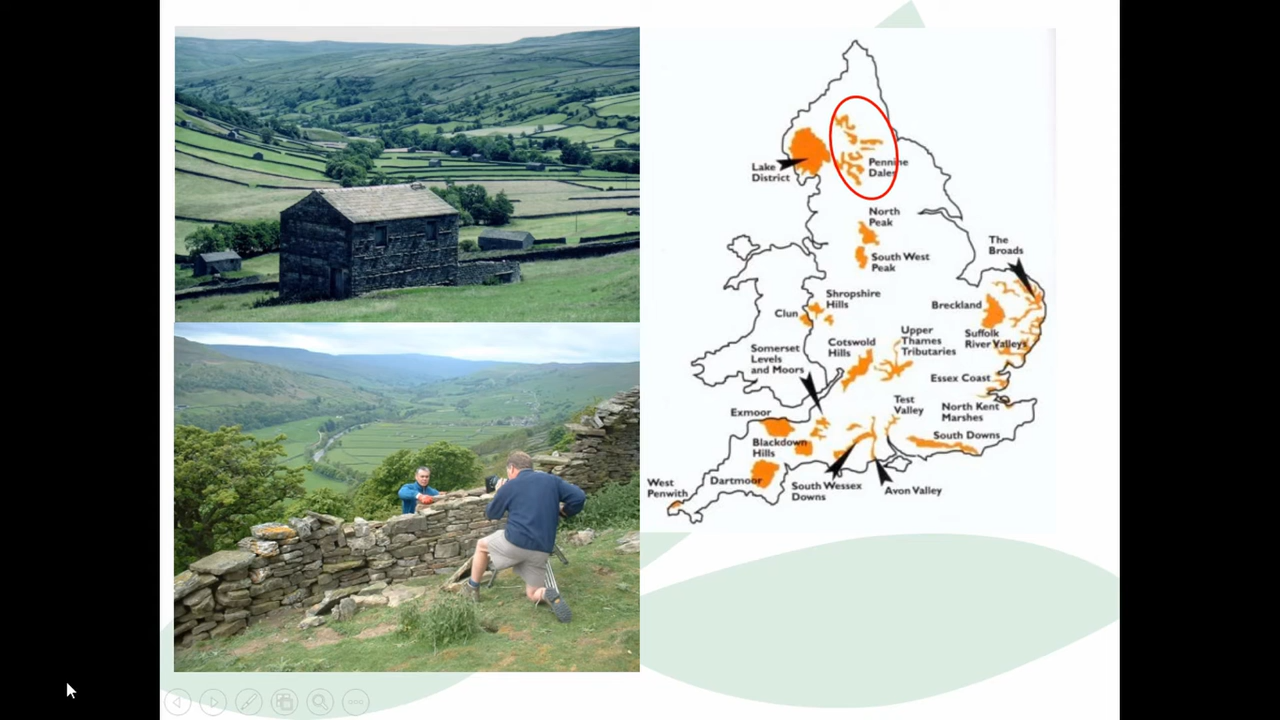 Lake
District
Pennine
Dales
North
Peak
South West
Peak
The
Broads
Shropshire
Hills
Clun
Breckland
Suffolk
River Valleys
Upper
Thames
Tributaries
Cotswold
Hills
Somerset
Levels
and Moors
Essex Coast
Test
Valley
North Kent
Marshes
Exmoor
South Downs
Blackdown
Hills
Dartmoor
South Wessex
Downs
Avon Valley
West
Penwith